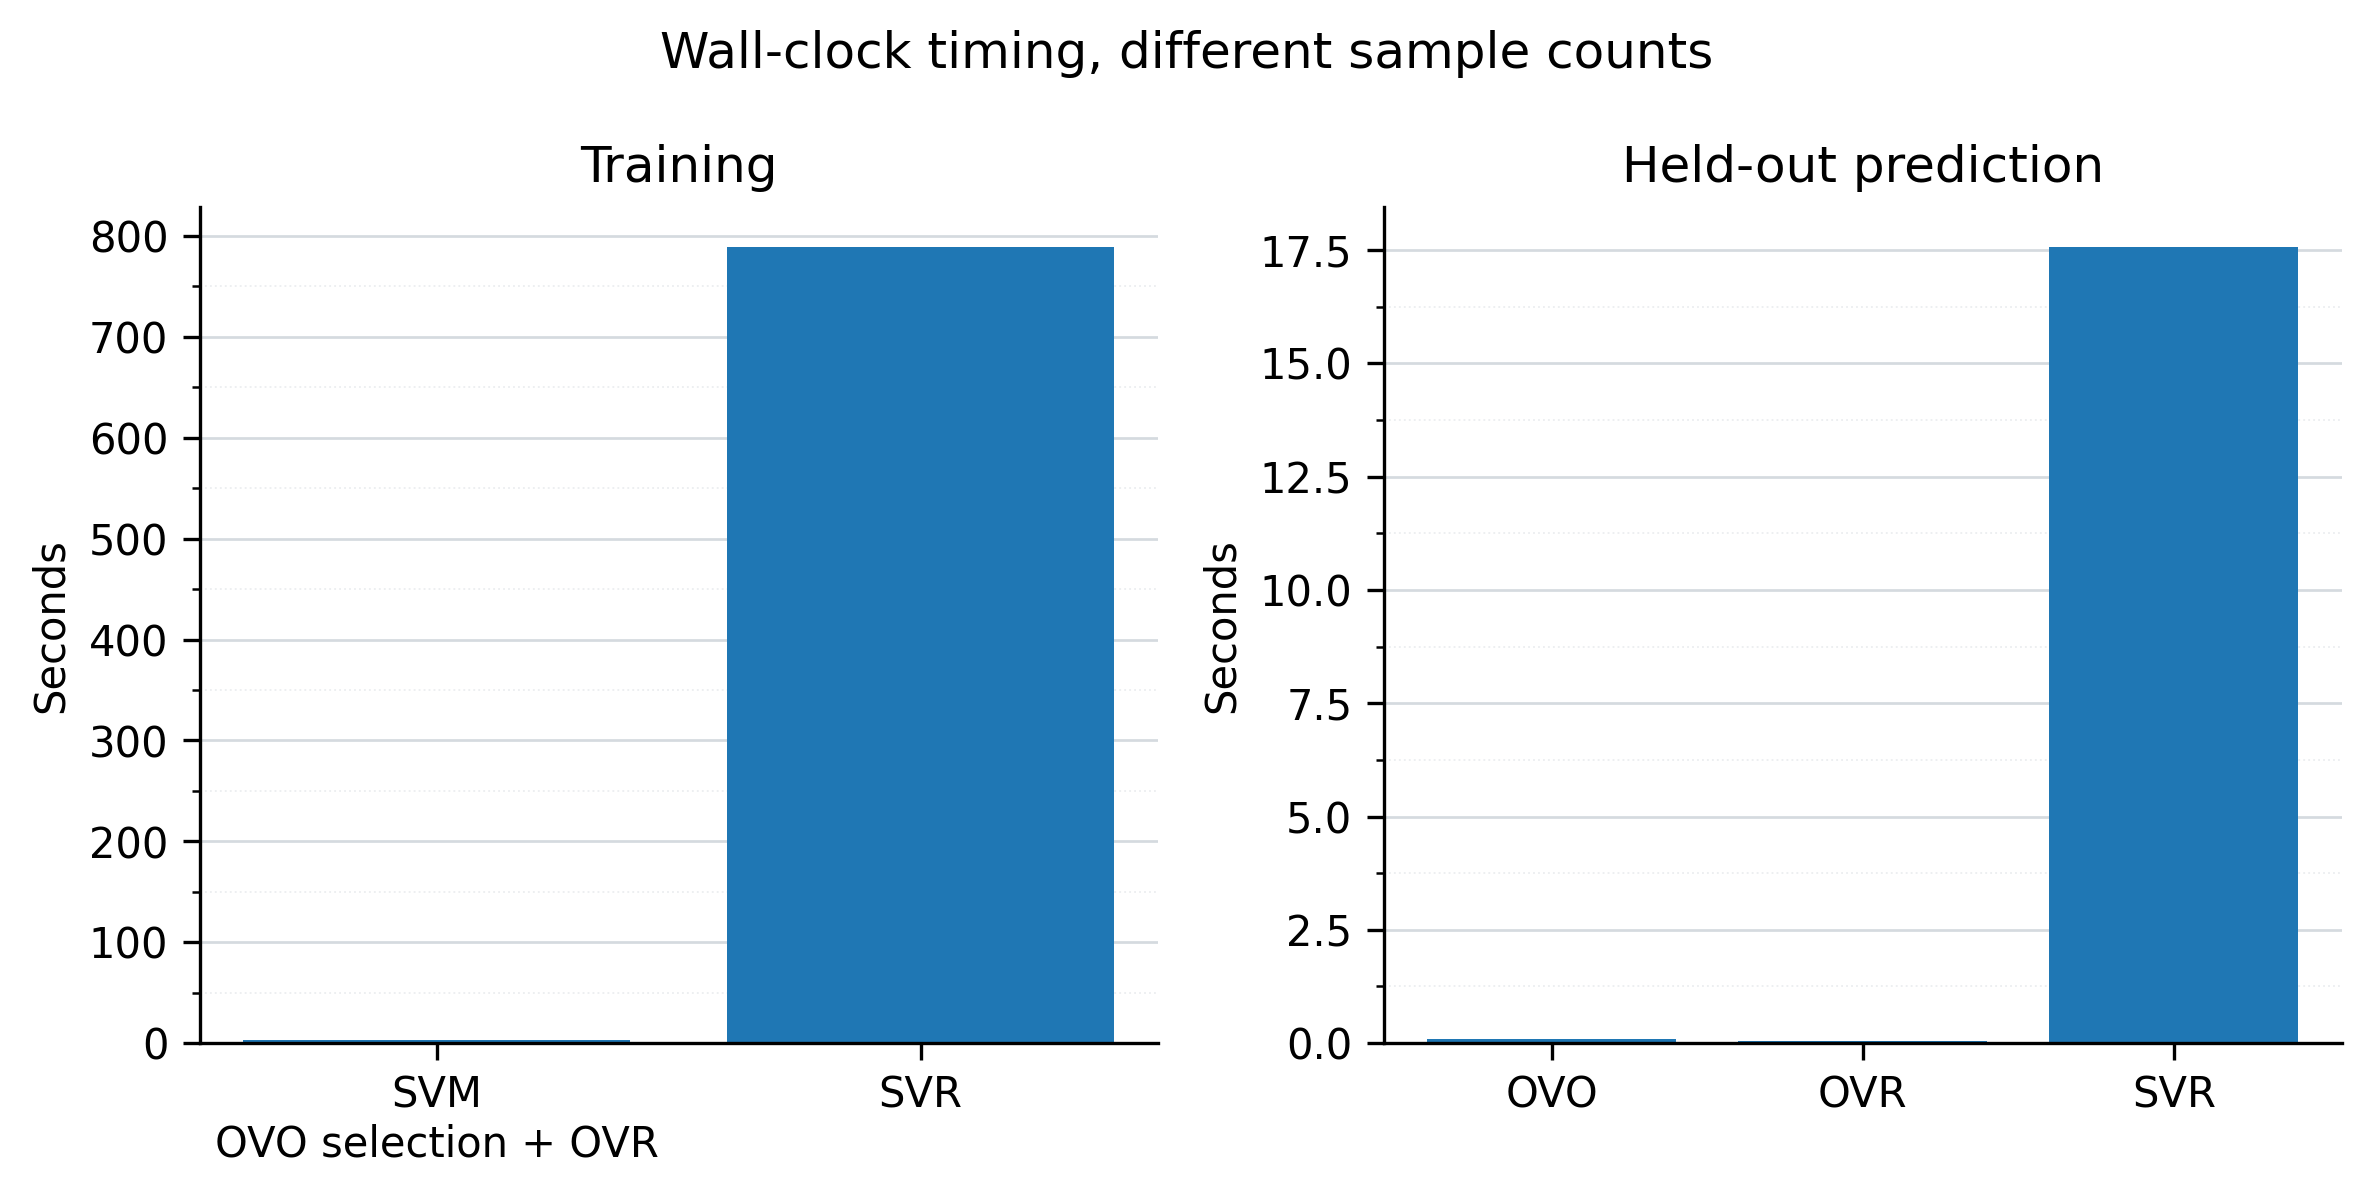 Wall-clock timing, different sample counts
Training
Seconds
800
700
600
500
400
300
200
100
0
SVM
OVO selection + OVR
SVR
Held-out prediction
Seconds
17.5
15.0
12.5
10.0
7.5
5.0
2.5
0.0
OVO
OVR
SVR